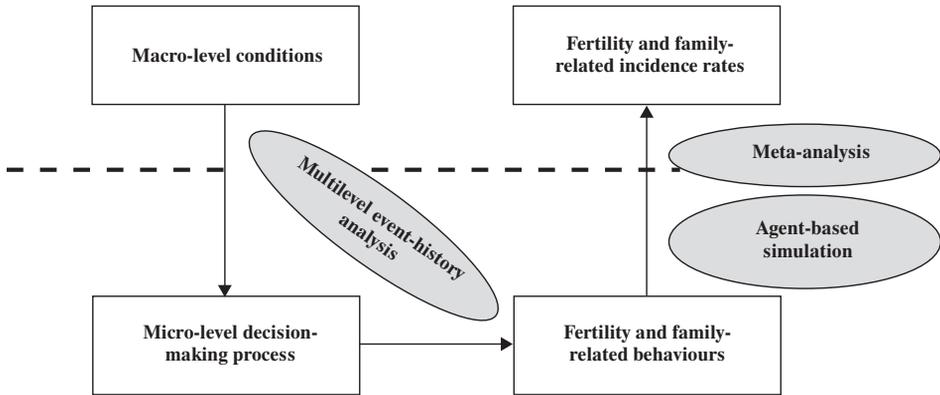 Macro-level conditions
Fertility and family-
related incidence rates
Meta-analysis
Multilevel event-history
analysis
Agent-based
simulation
Micro-level decision-
making process
Fertility and family-
related behaviours